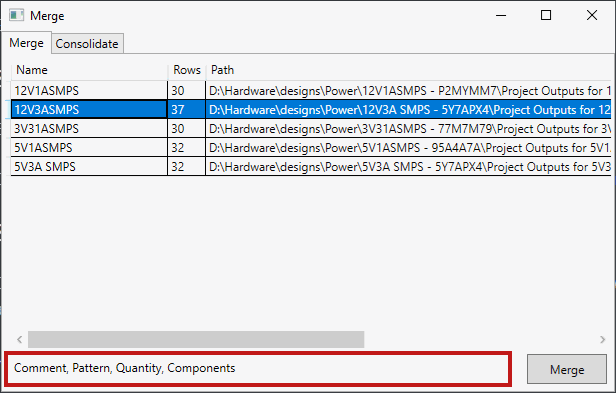 Merge
Merge Consolidate
Name Rows Path
12V1ASMPS 30 D:\Hardware\designs\Power\12V1ASMPS - P2MYMM7\Project Outputs for 1
12V3ASMPS 37 D:\Hardware\designs\Power\12V3A SMPS - 5Y7APX4\Project Outputs for 12
3V31ASMPS 30 D:\Hardware\designs\Power\3V31ASMPS - 77M7M79\Project Outputs for 3V
5V1ASMPS 32 D:\Hardware\designs\Power\5V1ASMPS - 95A4A7A\Project Outputs for 5V1
5V3A SMPS 32 D:\Hardware\designs\Power\5V3A SMPS - 5Y7APX4\Project Outputs for 5V3
Comment, Pattern, Quantity, Components
Merge